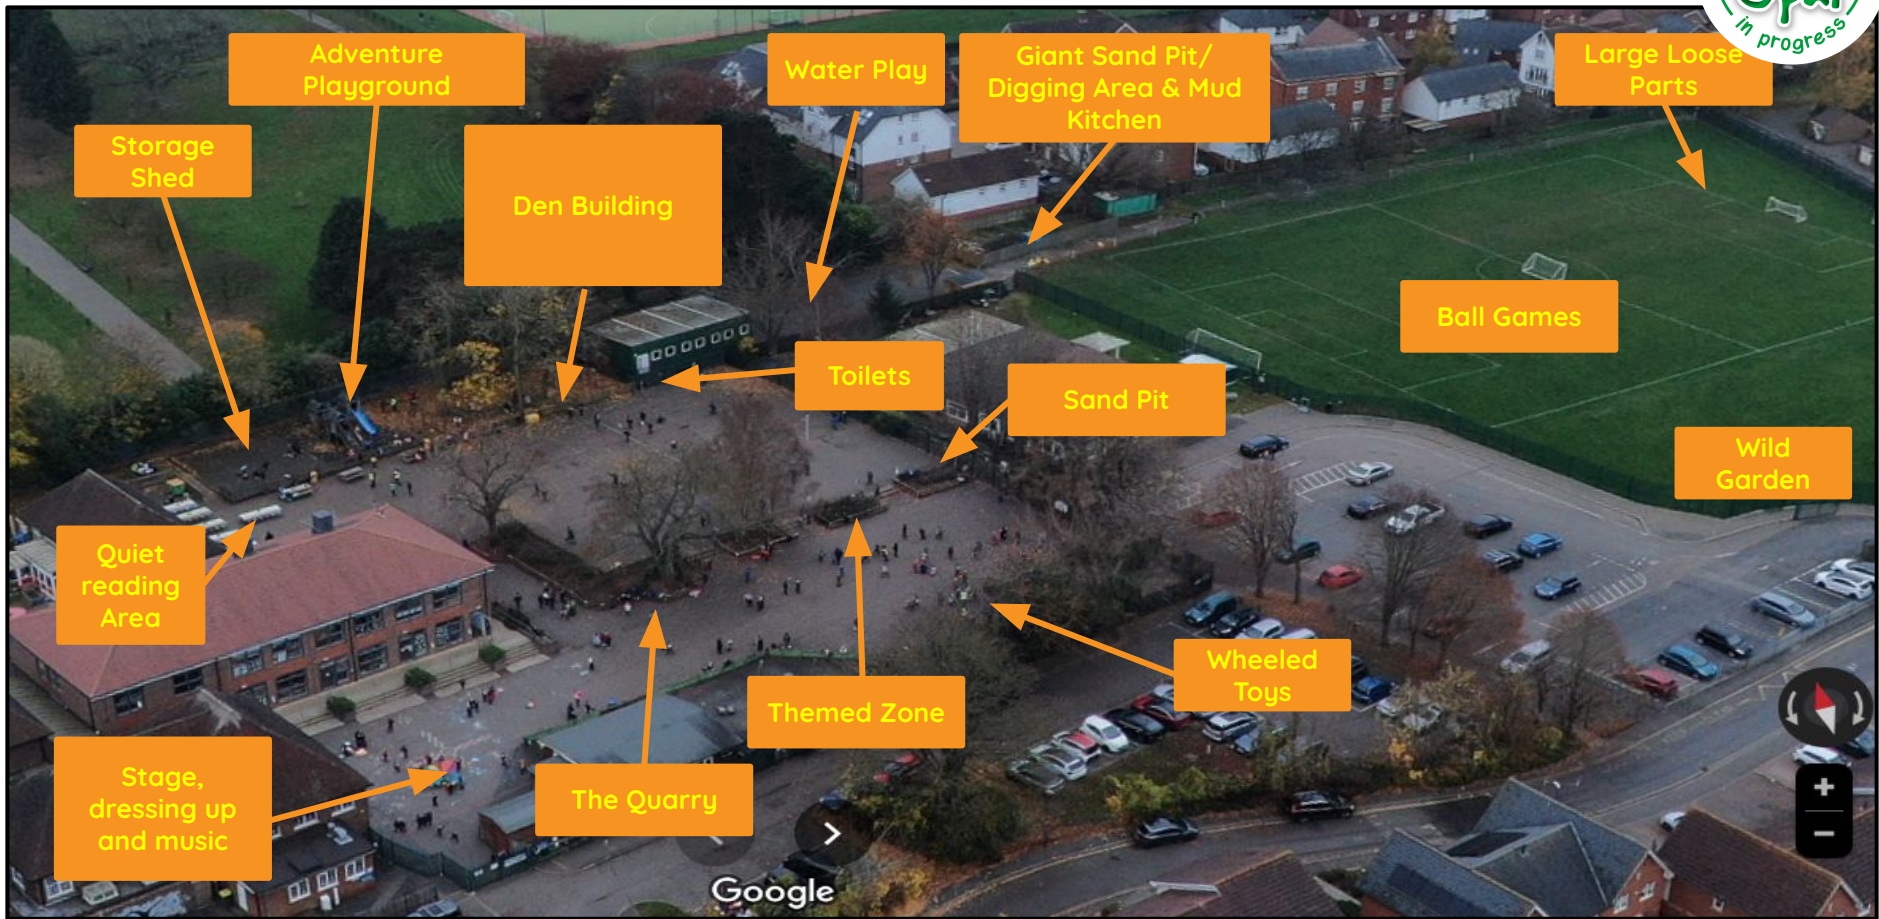 Opal
in progress
Adventure
Playground
Water Play
Giant Sand Pit/
Digging Area & Mud
Kitchen
Large Loose
Parts
Storage
Shed
Den Building
Ball Games
Toilets
Sand Pit
Wild
Garden
Quiet
reading
Area
Wheeled
Toys
Themed Zone
Stage,
dressing up
and music
The Quarry
Google